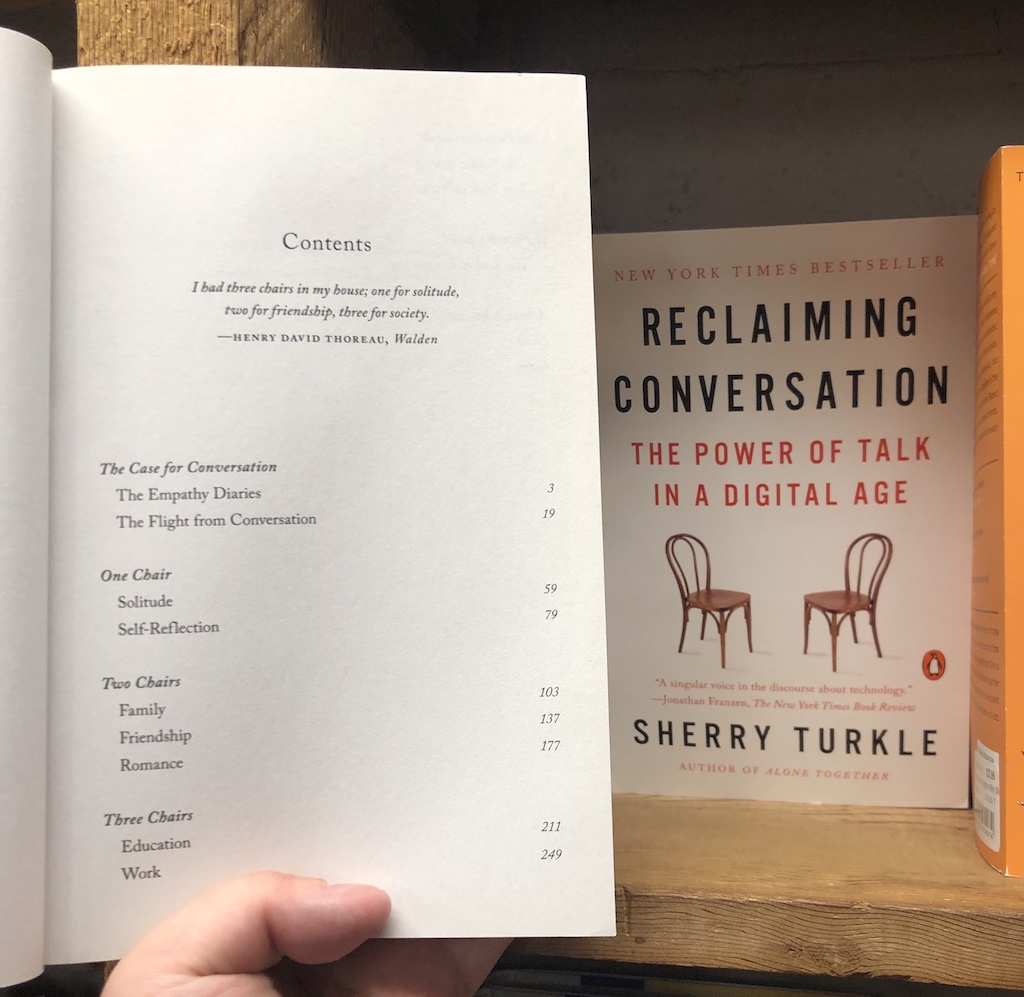 Contents
I had three chairs in my house; one for solitude,
two for friendship, three for society.
—HENRY DAVID THOREAU, Walden
The Case for Conversation
The Empathy Diaries 3
The Flight from Conversation 19
One Chair
Solitude 59
Self-Reflection 79
Two Chairs
Family 103
Friendship 137
Romance 177
Three Chairs
Education 211
Work 249
NEW YORK TIMES BESTSELLER
RECLAIMING
CONVERSATION
THE POWER OF TALK
IN A DIGITAL AGE
"A singular voice in the discourse about technology."
—Jonathan Franzen, The New York Times Book Review
SHERRY TURKLE
AUTHOR OF ALONE TOGETHER